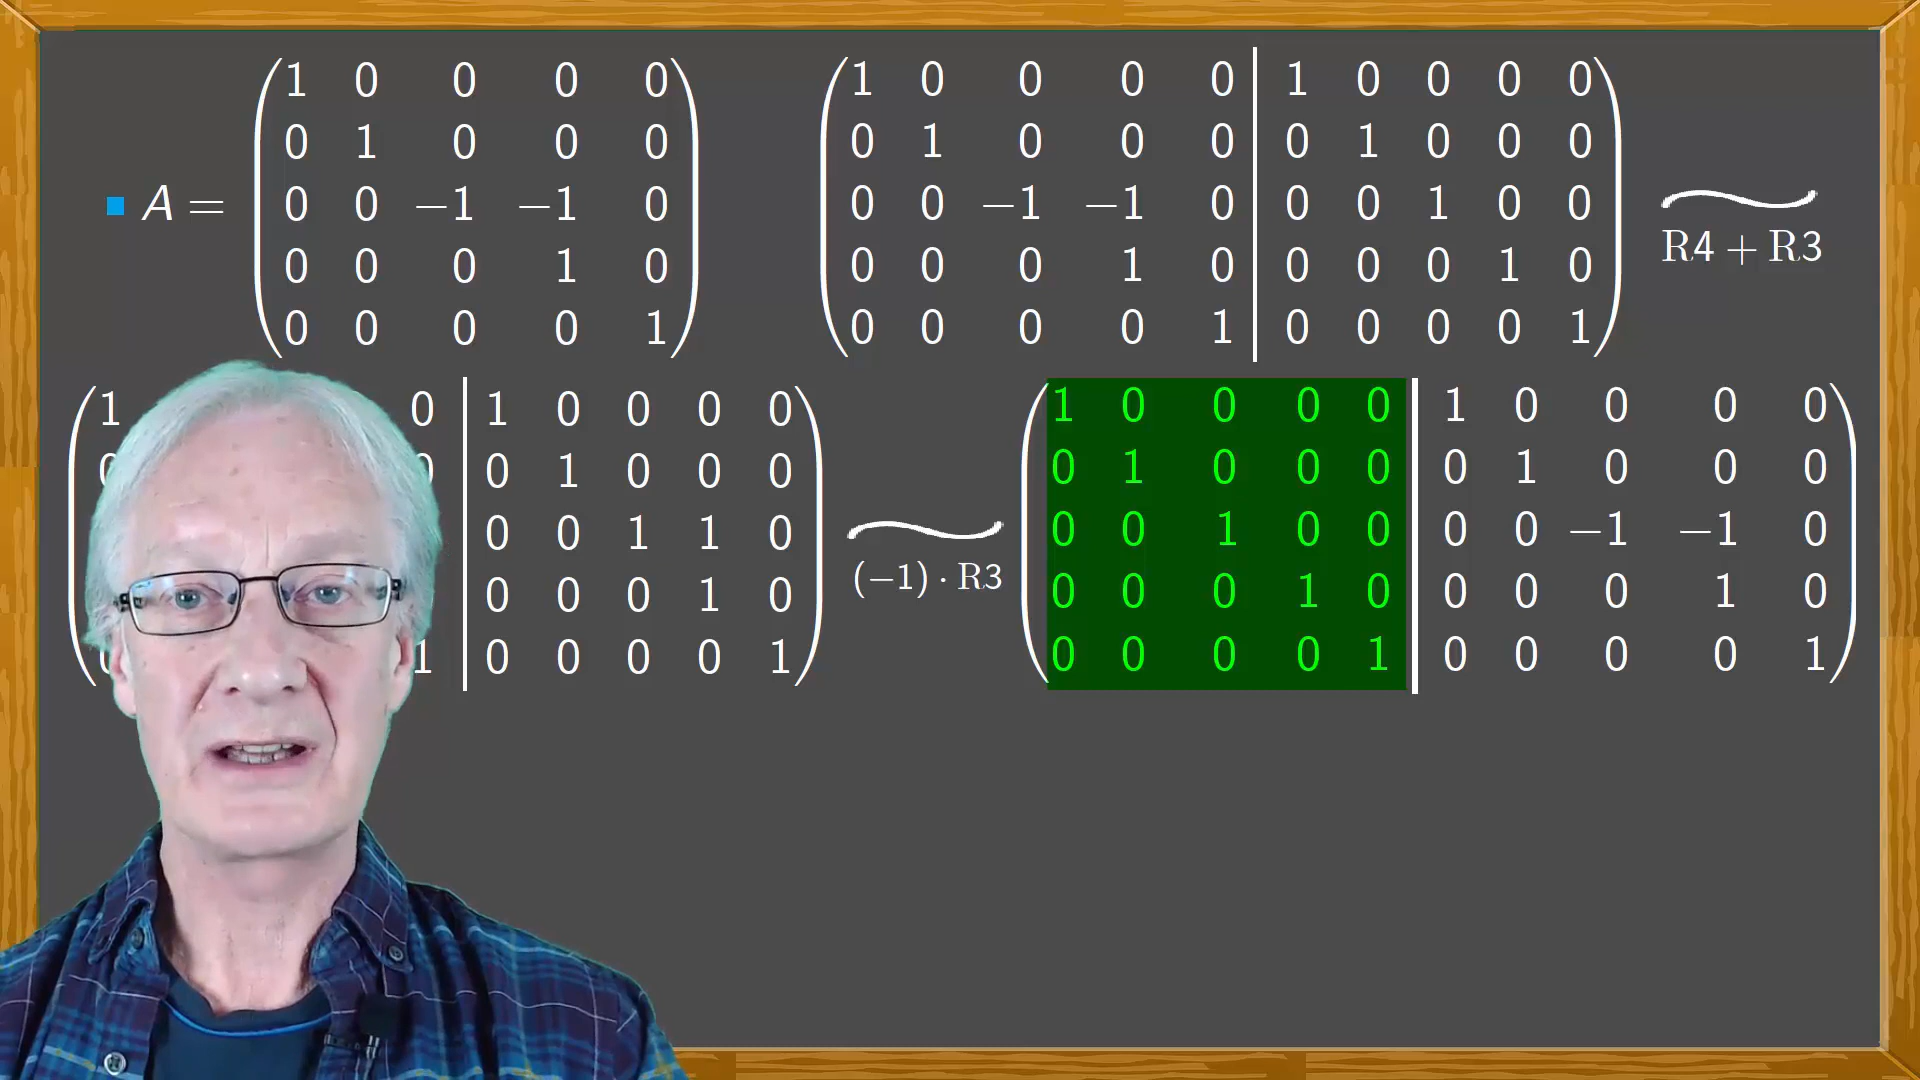 A =
1 0 0 0 0
0 1 0 0 0
0 0 −1 −1 0
0 0 0 1 0
0 0 0 0 1
1 0 0 0 0 | 1 0 0 0 0
0 1 0 0 0 | 0 1 0 0 0
0 0 −1 −1 0 | 0 0 1 0 0
0 0 0 1 0 | 0 0 0 1 0
0 0 0 0 1 | 0 0 0 0 1
R4 + R3
1 0 | 1 0 0 0 0
0 1 0 0 0
0 0 1 1 0
0 0 0 1 0
1 | 0 0 0 0 1
(−1) · R3
1 0 0 0 0 | 1 0 0 0 0
0 1 0 0 0 | 0 1 0 0 0
0 0 1 0 0 | 0 0 −1 −1 0
0 0 0 1 0 | 0 0 0 1 0
0 0 0 0 1 | 0 0 0 0 1